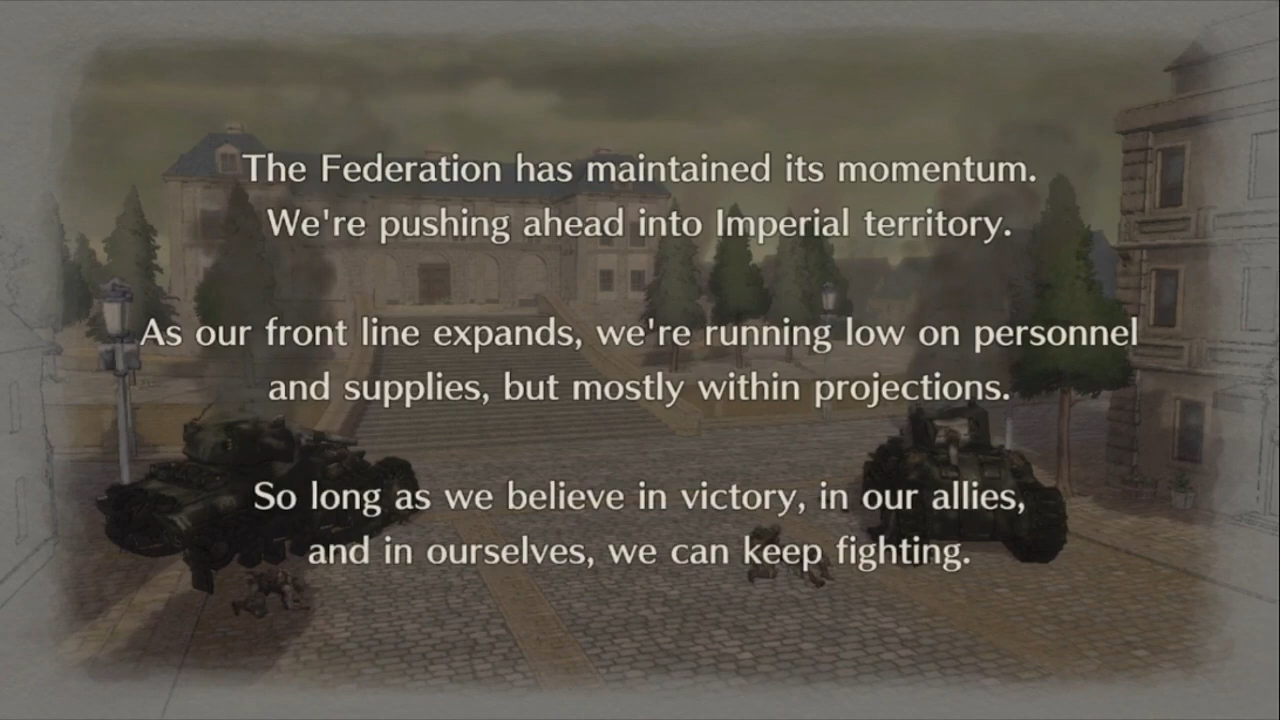 The Federation has maintained its momentum.
We're pushing ahead into Imperial territory.
As our front line expands, we're running low on personnel
and supplies, but mostly within projections.
So long as we believe in victory, in our allies,
and in ourselves, we can keep fighting.